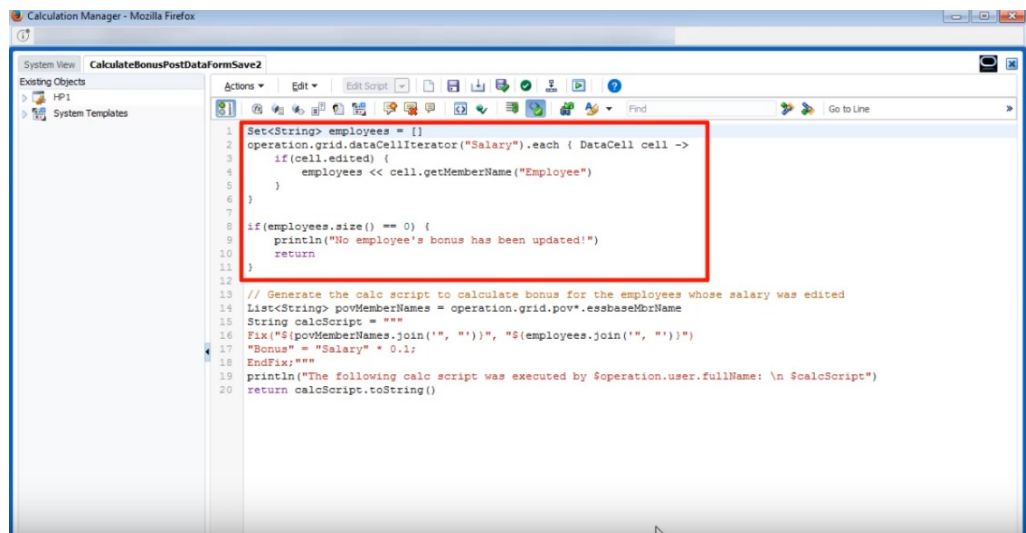 Calculation Manager - Mozilla Firefox
System View CalculateBonusPostDataFormSave2
Existing Objects
HP1
System Templates
Actions Edit Edit Script
Find Go to Line
1 Set<String> employees = []
2 operation.grid.dataCellIterator("Salary").each { DataCell cell ->
3 if(cell.edited) {
4 employees << cell.getMemberName("Employee")
5 }
6 }
7
8 if(employees.size() == 0) {
9 println("No employee's bonus has been updated!")
10 return
11 }
12
13 // Generate the calc script to calculate bonus for the employees whose salary was edited
14 List<String> povMemberNames = operation.grid.pov*.essbaseMbrName
15 String calcScript = """
16 Fix("${povMemberNames.join('", "')}", "${employees.join('", "')}")
17 "Bonus" = "Salary" * 0.1;
18 EndFix;"""
19 println("The following calc script was executed by $operation.user.fullName: \n $calcScript")
20 return calcScript.toString()